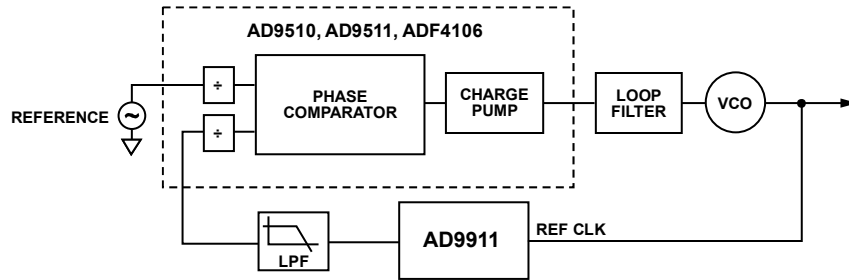 AD9510, AD9511, ADF4106
REFERENCE
~
÷
÷
PHASE
COMPARATOR
CHARGE
PUMP
LOOP
FILTER
VCO
LPF
AD9911
REF CLK